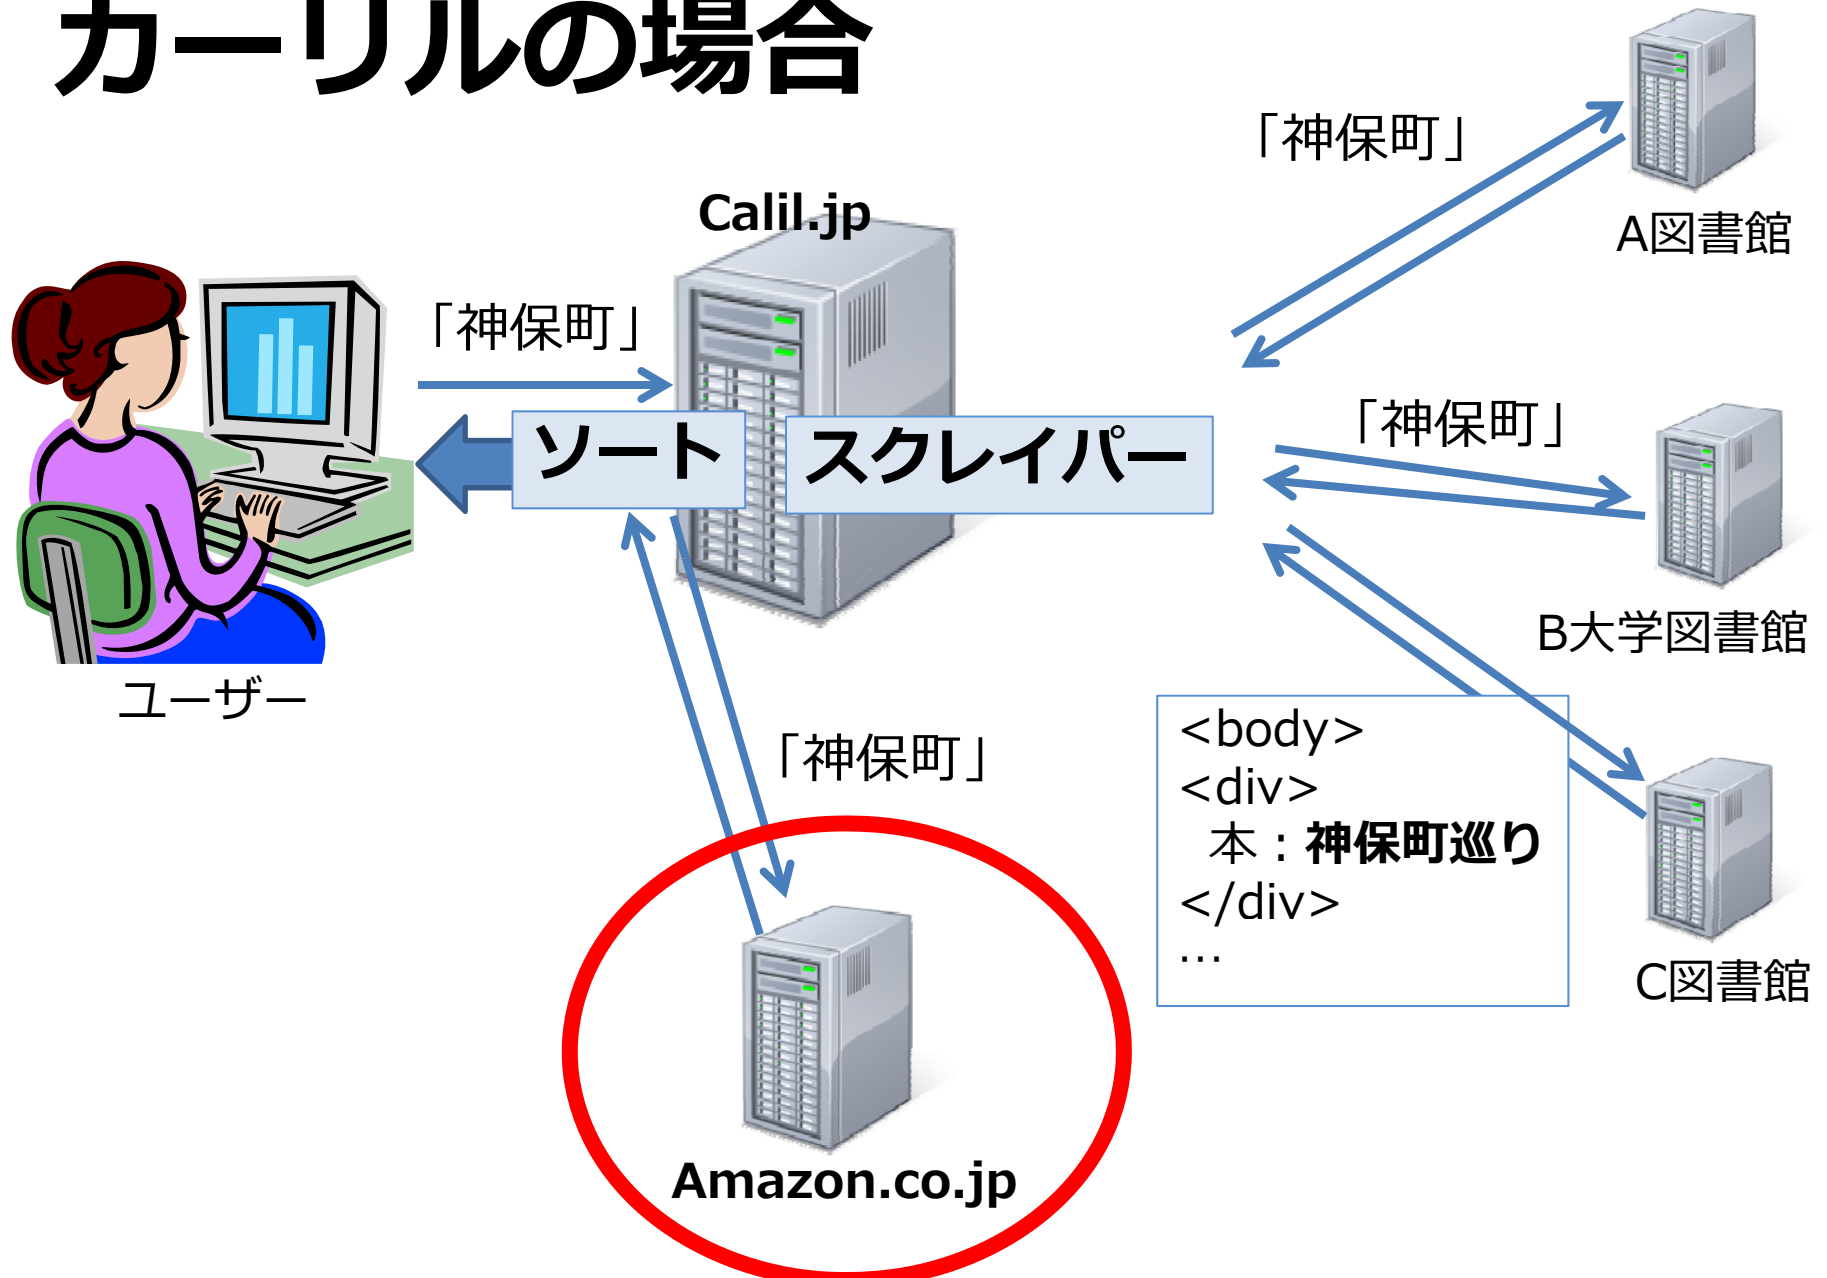 カーリルの場合
「神保町」
A図書館
Calil.jp
「神保町」
ソート
スクレイパー
「神保町」
B大学図書館
ユーザー
「神保町」
<body>
<div>
本：神保町巡り
</div>
…
C図書館
Amazon.co.jp